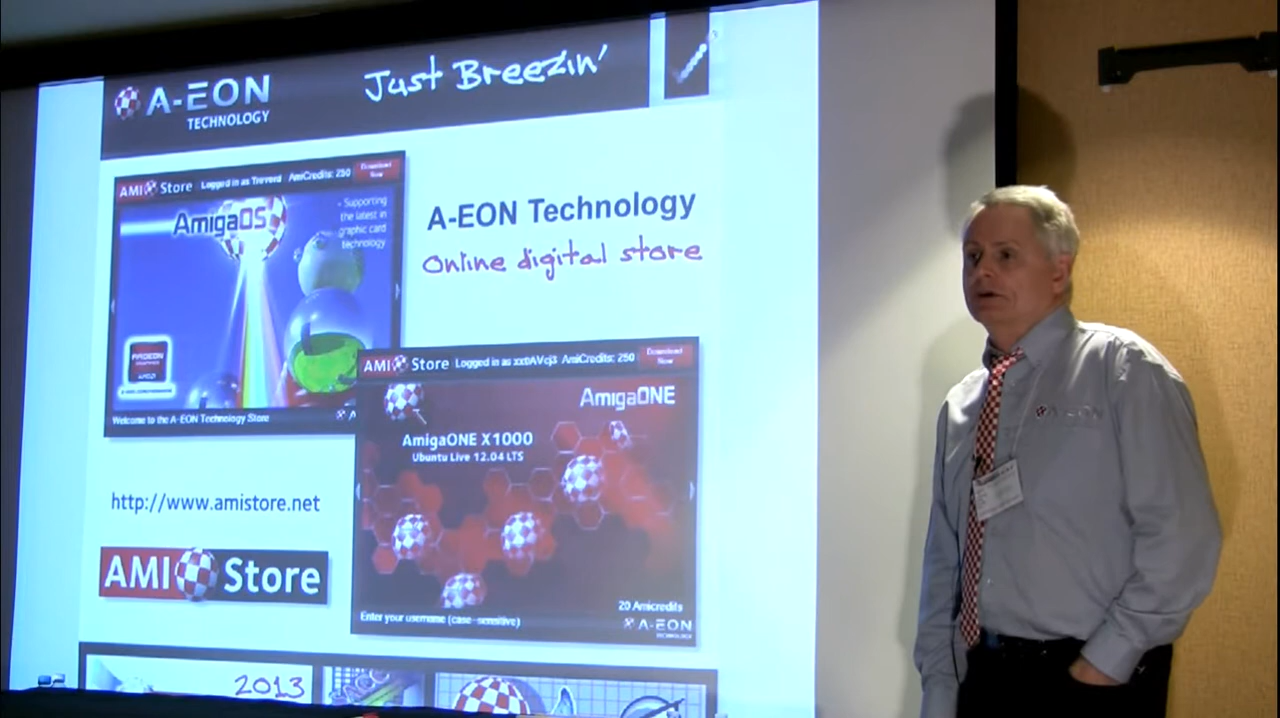 A-EON
TECHNOLOGY
Just Breezin'
AMI Store Logged in as Treverd AmiCredits: 250 Download Now
AmigaOS
- Supporting
the latest in
graphic card
technology
RADEON
GRAPHICS
AMD
Welcome to the A-EON Technology Store
A-EON Technology
Online digital store
AMI Store Logged in as xx0AVcj3 AmiCredits: 250 Download Now
AmigaONE
AmigaONE X1000
Ubuntu Live 12.04 LTS
20 Amicredits
Enter your username (case-sensitive)
A-EON
TECHNOLOGY
http://www.amistore.net
AMI Store
2013
A-EON